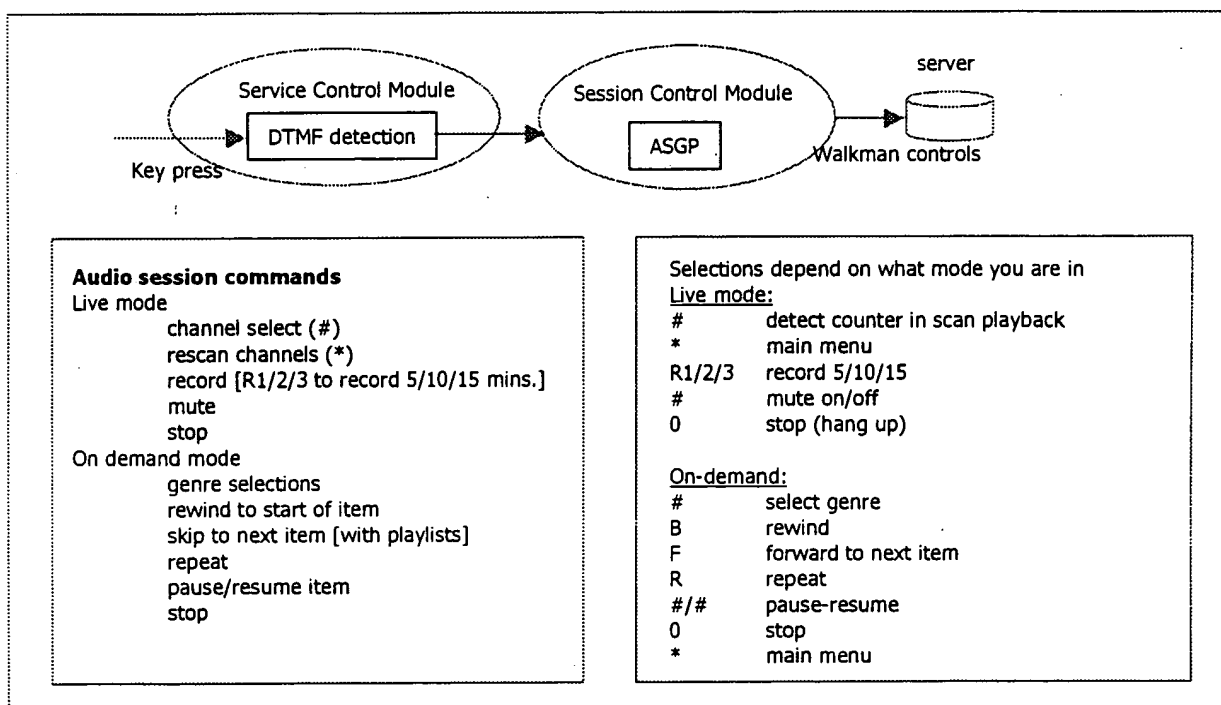 server
Service Control Module
Session Control Module
DTMF detection
ASGP
Key press
Walkman controls
Audio session commands
Live mode
channel select (#)
rescan channels (*)
record [R1/2/3 to record 5/10/15 mins.]
mute
stop
On demand mode
genre selections
rewind to start of item
skip to next item [with playlists]
repeat
pause/resume item
stop
Selections depend on what mode you are in
Live mode:
# detect counter in scan playback
* main menu
R1/2/3 record 5/10/15
# mute on/off
0 stop (hang up)
On-demand:
# select genre
B rewind
F forward to next item
R repeat
#/# pause-resume
0 stop
* main menu